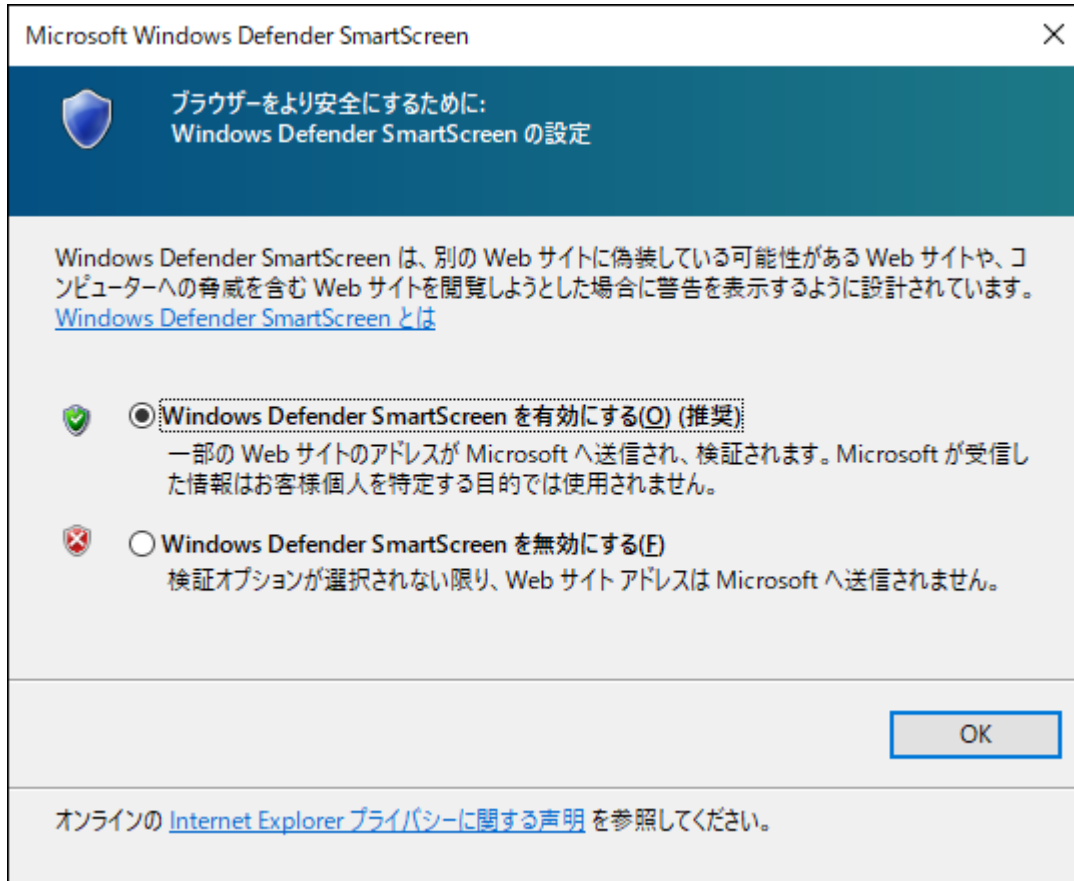 Microsoft Windows Defender SmartScreen
ブラウザーをより安全にするために:
Windows Defender SmartScreen の設定
Windows Defender SmartScreen は、別の Web サイトに偽装している可能性がある Web サイトや、コ
ンピューターへの脅威を含む Web サイトを閲覧しようとした場合に警告を表示するように設計されています。
Windows Defender SmartScreen とは
Windows Defender SmartScreen を有効にする(O) (推奨)
一部の Web サイトのアドレスが Microsoft へ送信され、検証されます。Microsoft が受信し
た情報はお客様個人を特定する目的では使用されません。
Windows Defender SmartScreen を無効にする(F)
検証オプションが選択されない限り、Web サイト アドレスは Microsoft へ送信されません。
OK
オンラインの Internet Explorer プライバシーに関する声明 を参照してください。